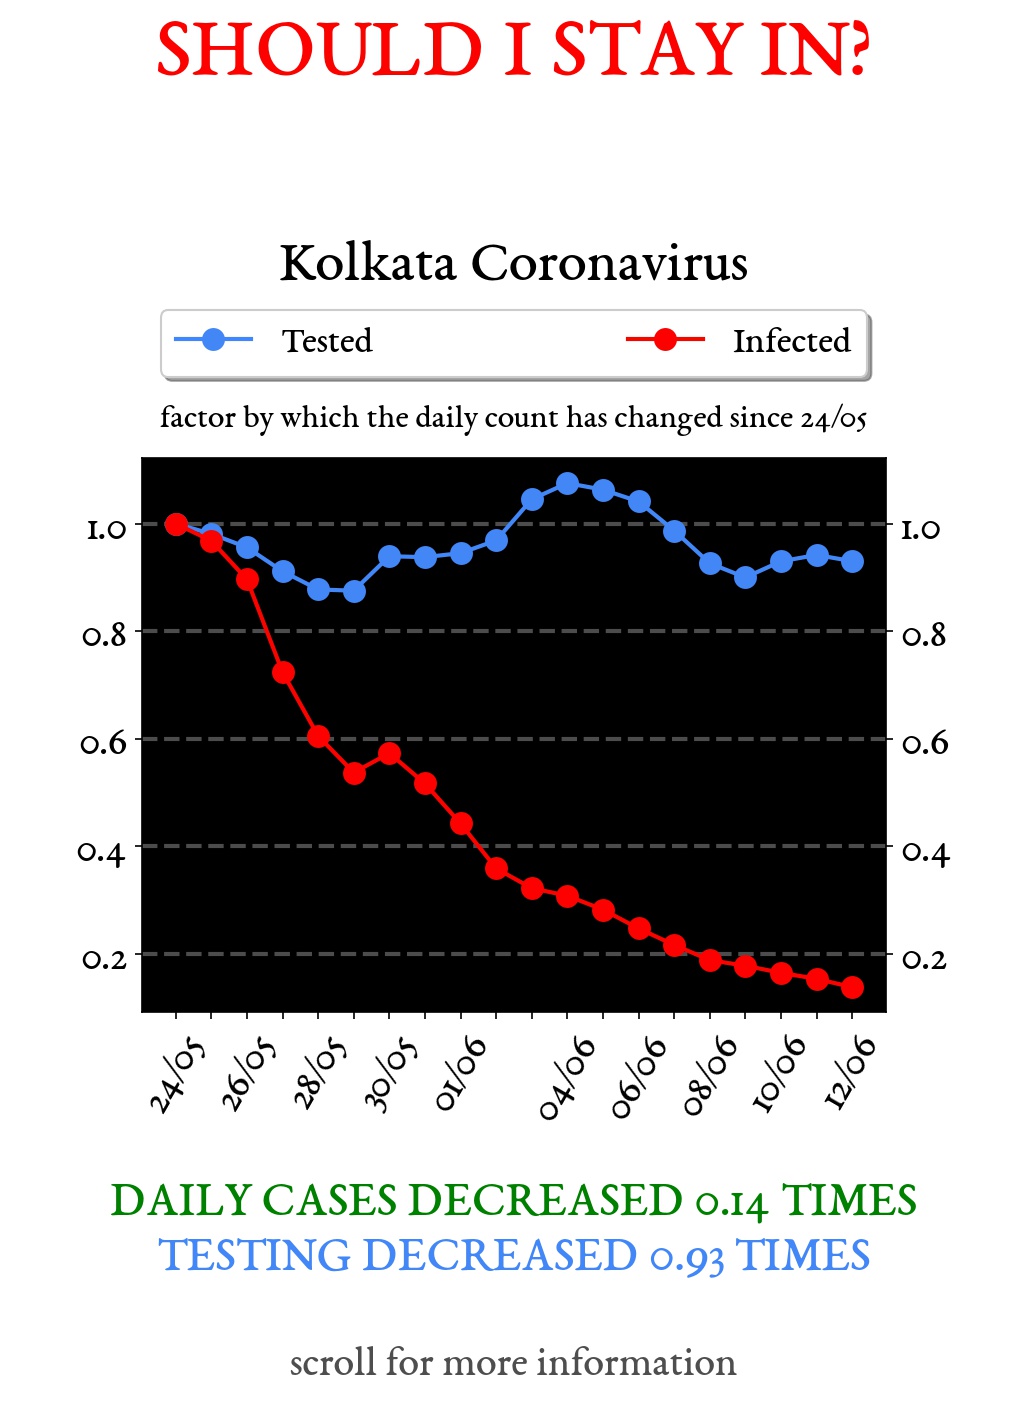 SHOULD I STAY IN?
Kolkata Coronavirus
Tested Infected
factor by which the daily count has changed since 24/05
1.0 1.0
0.8 0.8
0.6 0.6
0.4 0.4
0.2 0.2
24/05 26/05 28/05 30/05 01/06 04/06 06/06 08/06 10/06 12/06
DAILY CASES DECREASED 0.14 TIMES
TESTING DECREASED 0.93 TIMES
scroll for more information